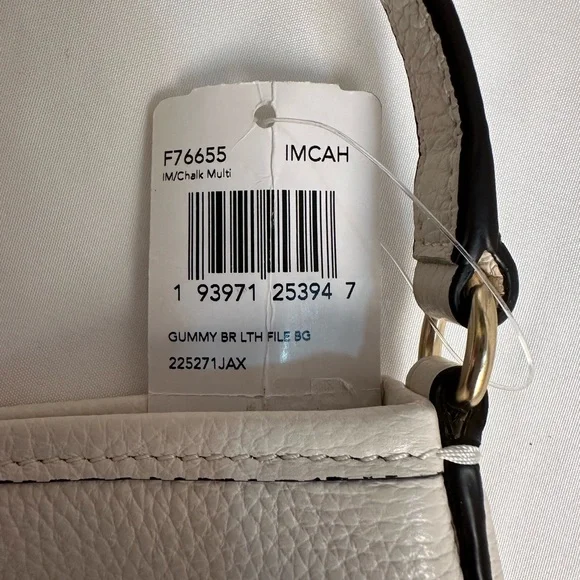 F76655 IMCAH
IM/Chalk Multi
1 93971 25394 7
GUMMY BR LTH FILE BG
225271JAX